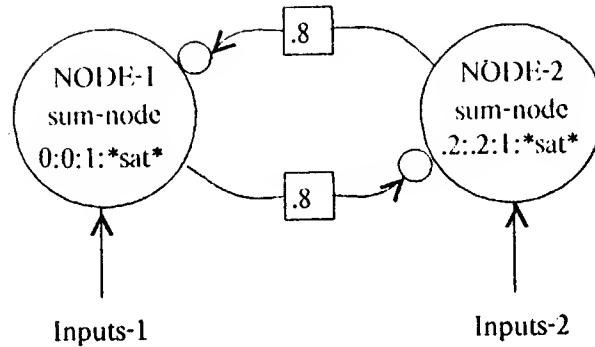 .8
NODE-1
sum-node
0:0:1:*sat*
NODE-2
sum-node
.2:.2:1:*sat*
.8
Inputs-1
Inputs-2